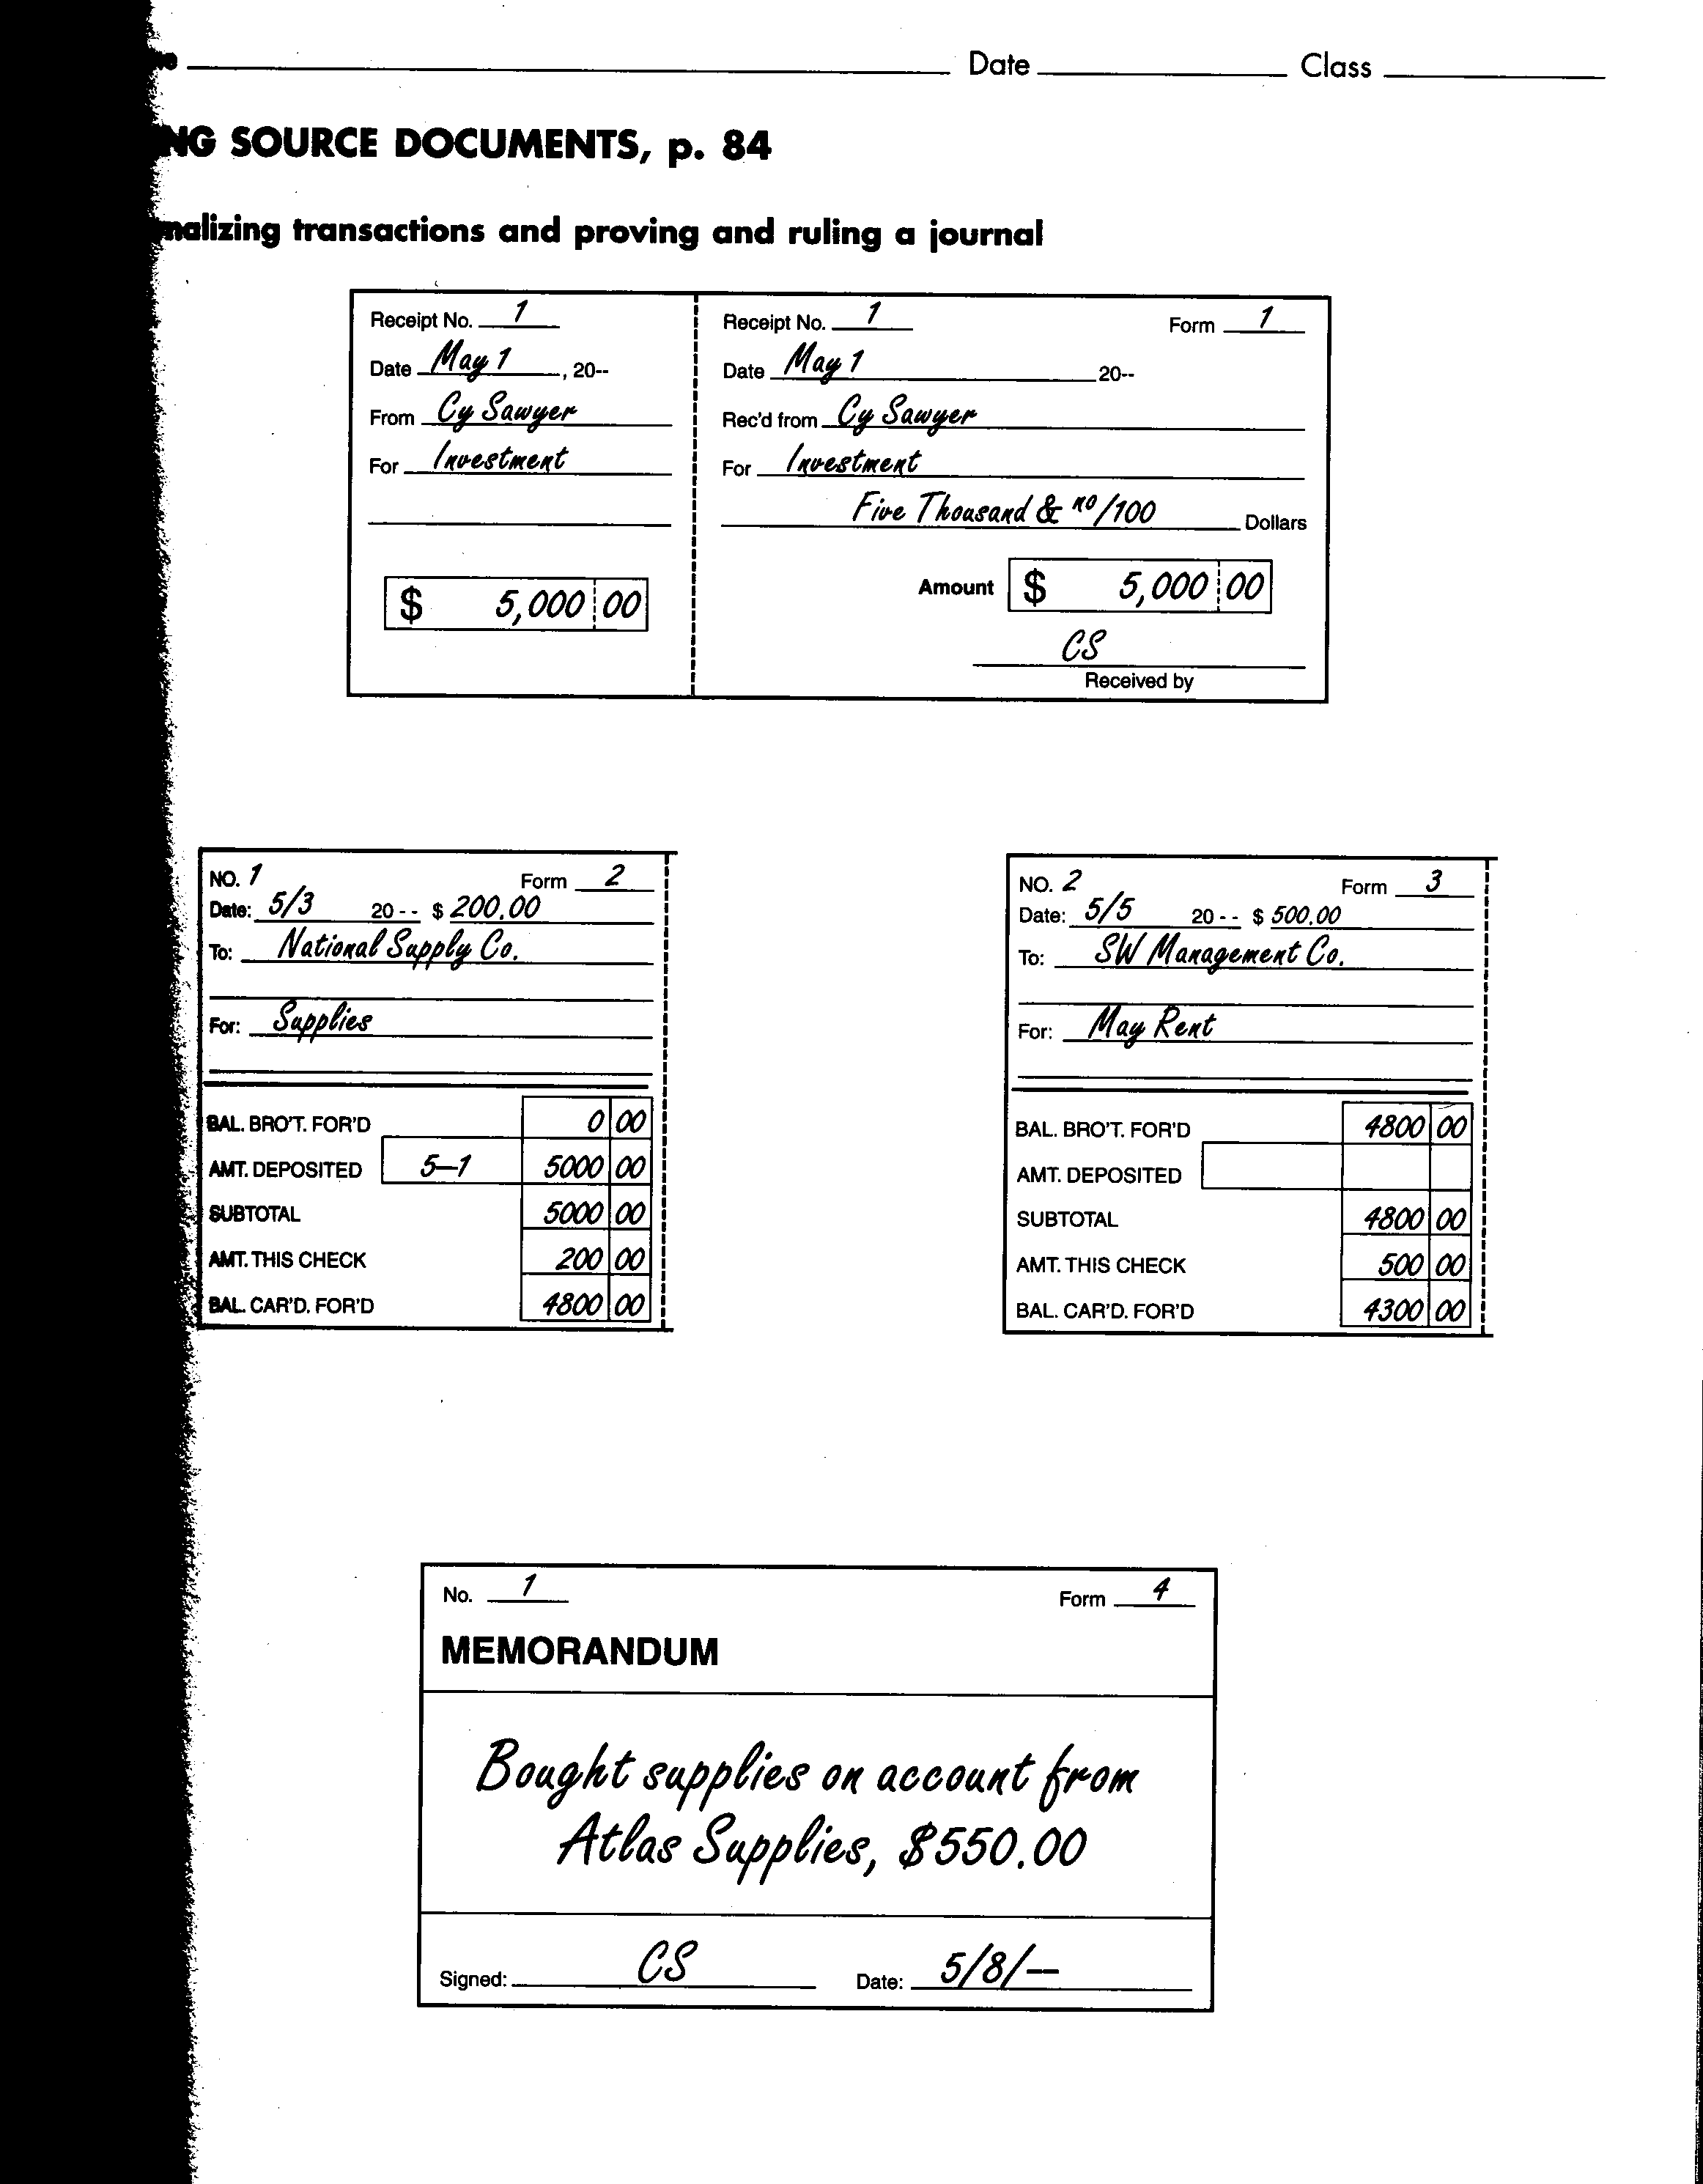 Date Class
NG SOURCE DOCUMENTS, p. 84
nalizing transactions and proving and ruling a journal
Receipt No. 1
Date May 1, 20--
From Cy Sawyer
For Investment
$ 5,000 00
Receipt No. 1 Form 1
Date May 1 20--
Rec'd from Cy Sawyer
For Investment
Five Thousand & no/100 Dollars
Amount $ 5,000 00
CS
Received by
NO. 1 Form 2
Date: 5/3 20-- $ 200.00
To: National Supply Co.
For: Supplies
BAL. BRO'T. FOR'D 0 00
AMT. DEPOSITED 5-1 5000 00
SUBTOTAL 5000 00
AMT. THIS CHECK 200 00
BAL. CAR'D. FOR'D 4800 00
NO. 2 Form 3
Date: 5/5 20-- $ 500.00
To: SW Management Co.
For: May Rent
BAL. BRO'T. FOR'D 4800 00
AMT. DEPOSITED
SUBTOTAL 4800 00
AMT. THIS CHECK 500 00
BAL. CAR'D. FOR'D 4300 00
No. 1 Form 4
MEMORANDUM
Bought supplies on account from
Atlas Supplies, $550.00
Signed: CS Date: 5/8/--